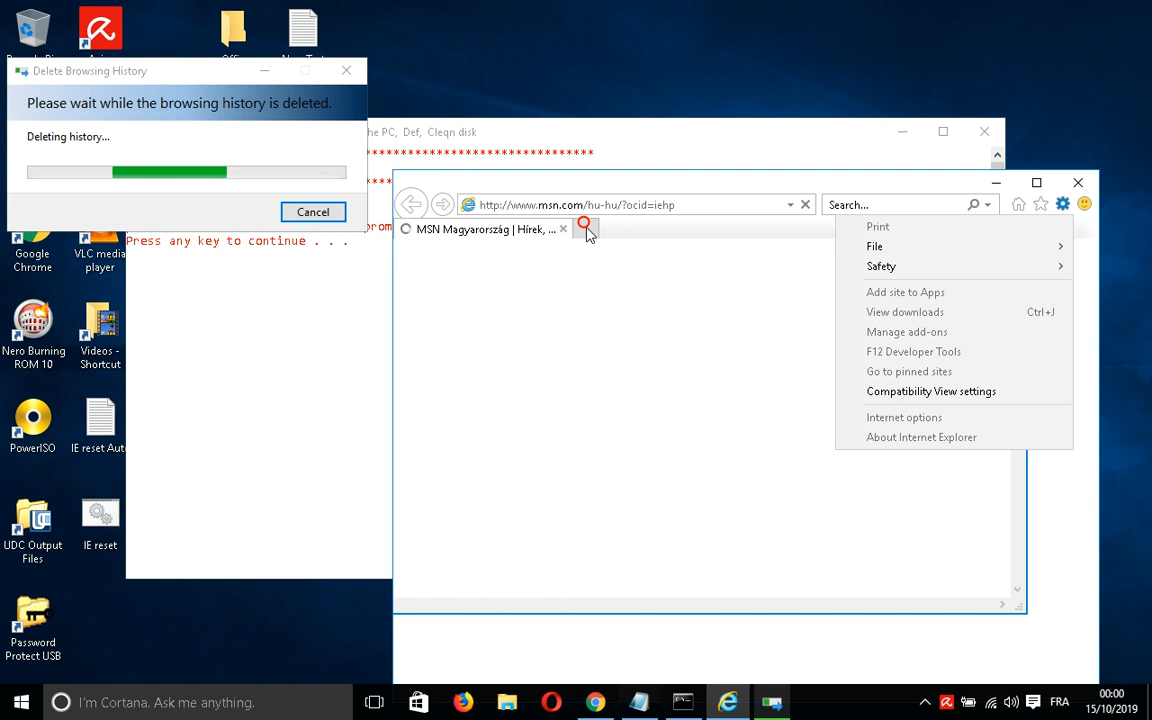 Delete Browsing History
Please wait while the browsing history is deleted.
Deleting history...
Cancel
he PC, Def, Cleqn disk
*******************************
****
prom
Press any key to continue . . .
http://www.msn.com/hu-hu/?ocid=iehp
Search...
MSN Magyarország | Hírek, ...
Print
File
Safety
Add site to Apps
View downloads Ctrl+J
Manage add-ons
F12 Developer Tools
Go to pinned sites
Compatibility View settings
Internet options
About Internet Explorer
Google
Chrome
VLC media
player
Nero Burning
ROM 10
Videos -
Shortcut
PowerISO
IE reset Aut
UDC Output
Files
IE reset
Password
Protect USB
I'm Cortana. Ask me anything.
FRA
00:00
15/10/2019